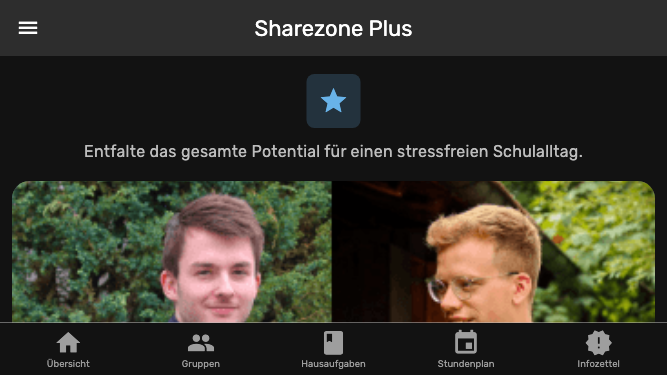 Sharezone Plus
Entfalte das gesamte Potential für einen stressfreien Schulalltag.
Übersicht
Gruppen
Hausaufgaben
Stundenplan
Infozettel